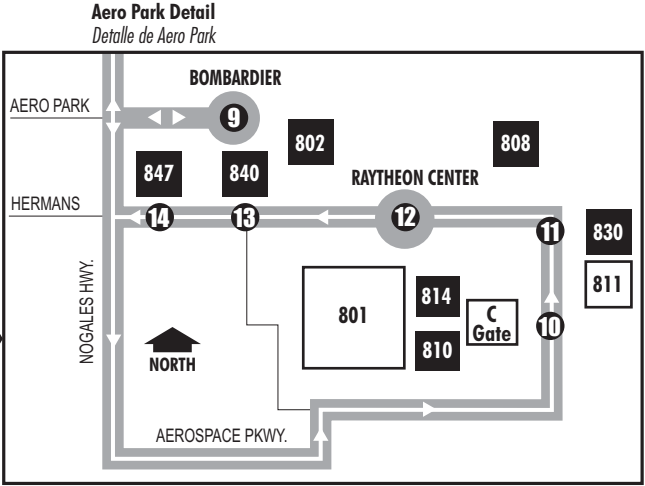 Aero Park Detail
Detalle de Aero Park
BOMBARDIER
AERO PARK
9
802
808
847
840
RAYTHEON CENTER
HERMANS
14
13
12
11
830
811
NOGALES HWY.
801
814
C
Gate
10
810
NORTH
AEROSPACE PKWY.